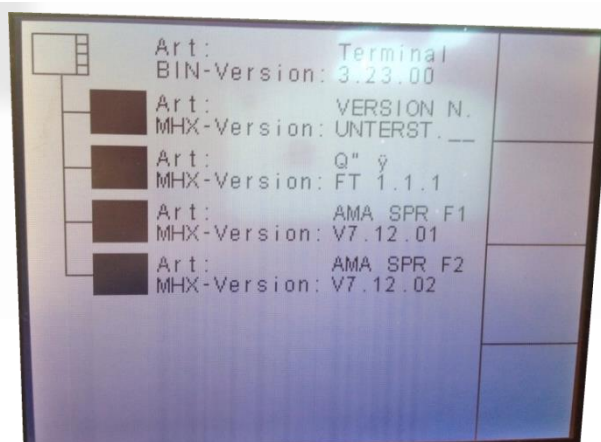 Art: Terminal
BIN-Version: 3.23.00
Art: VERSION N.
MHX-Version: UNTERST.__
Art: Q" ÿ
MHX-Version: FT 1.1.1
Art: AMA SPR F1
MHX-Version: V7.12.01
Art: AMA SPR F2
MHX-Version: V7.12.02